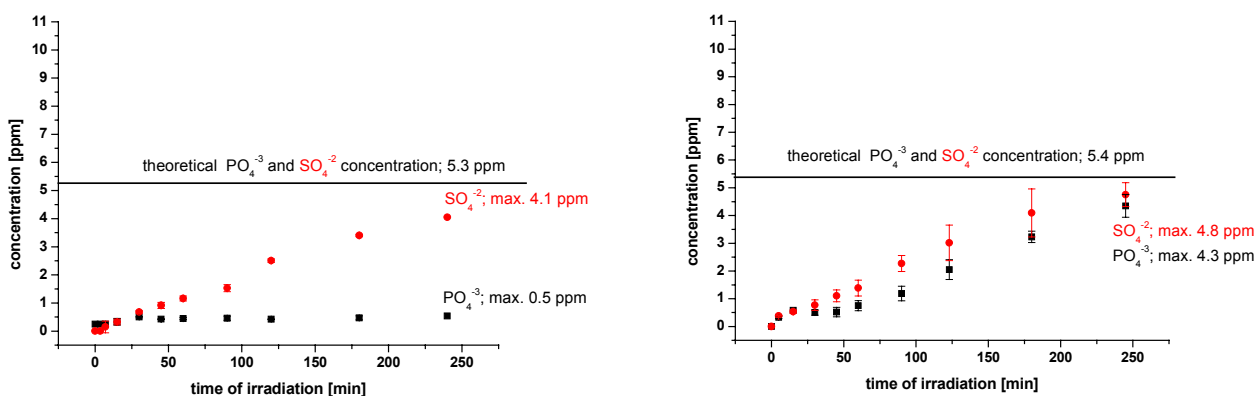 11
10
9
8
7
6
5
4
3
2
1
0
concentration [ppm]
theoretical PO₄⁻³ and SO₄⁻² concentration; 5.3 ppm
SO₄⁻²; max. 4.1 ppm
PO₄⁻³; max. 0.5 ppm
0 50 100 150 200 250
time of irradiation [min]
11
10
9
8
7
6
5
4
3
2
1
0
concentration [ppm]
theoretical PO₄⁻³ and SO₄⁻² concentration; 5.4 ppm
SO₄⁻²; max. 4.8 ppm
PO₄⁻³; max. 4.3 ppm
0 50 100 150 200 250
time of irradiation [min]